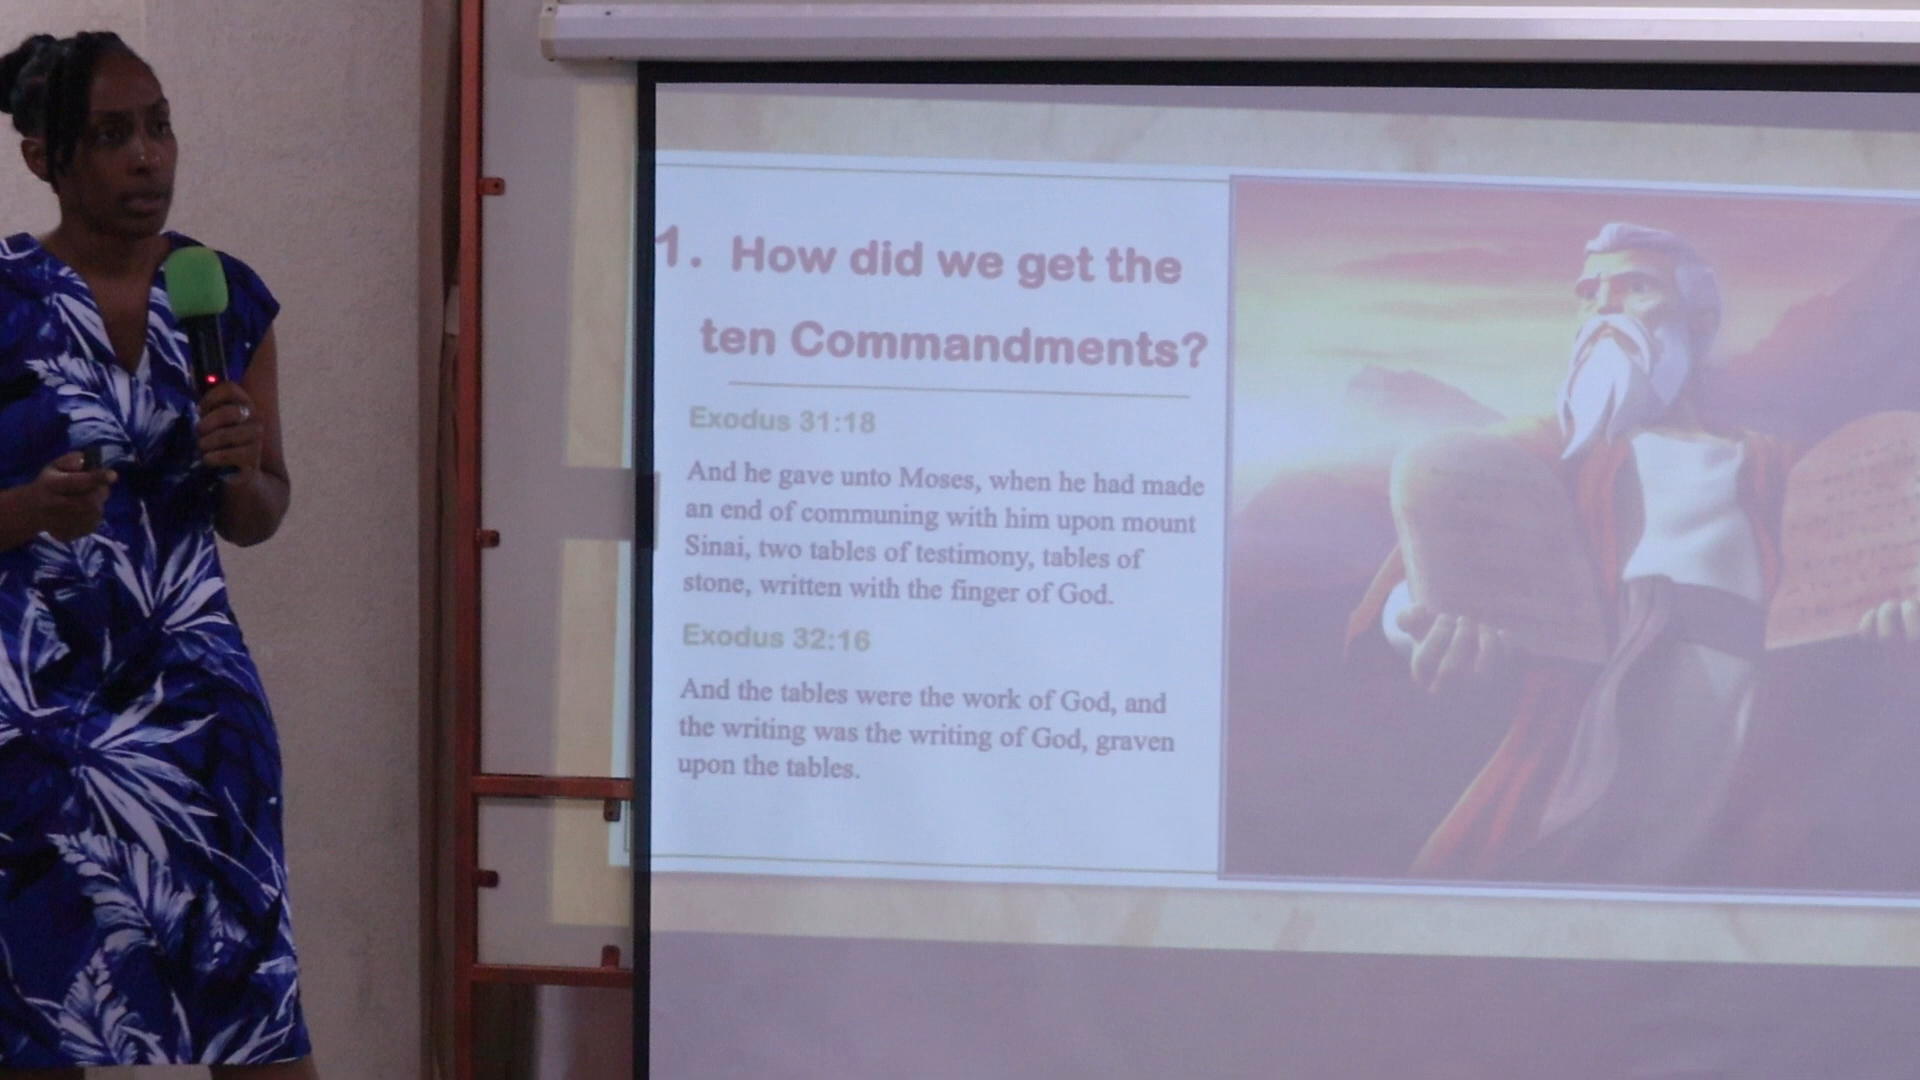 1. How did we get the
ten Commandments?
Exodus 31:18
And he gave unto Moses, when he had made
an end of communing with him upon mount
Sinai, two tables of testimony, tables of
stone, written with the finger of God.
Exodus 32:16
And the tables were the work of God, and
the writing was the writing of God, graven
upon the tables.